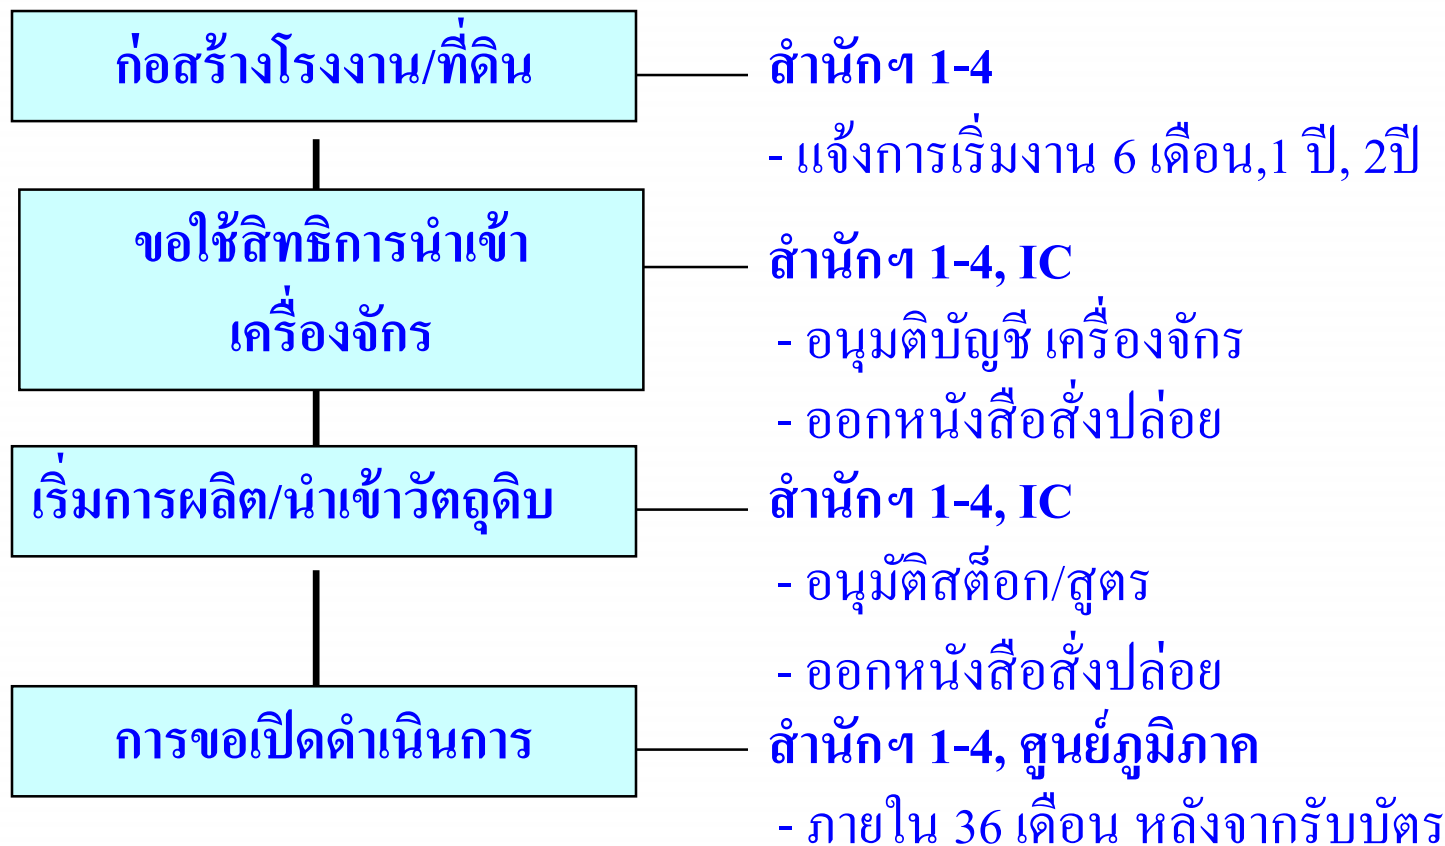 ก่อสร้างโรงงาน/ที่ดิน
สำนักฯ 1-4
- แจ้งการเริ่มงาน 6 เดือน,1 ปี, 2ปี
ขอใช้สิทธิการนำเข้า
เครื่องจักร
สำนักฯ 1-4, IC
- อนุมติบัญชี เครื่องจักร
- ออกหนังสือสั่งปล่อย
เริ่มการผลิต/นำเข้าวัตถุดิบ
สำนักฯ 1-4, IC
- อนุมัติสต็อก/สูตร
- ออกหนังสือสั่งปล่อย
การขอเปิดดำเนินการ
สำนักฯ 1-4, ศูนย์ภูมิภาค
- ภายใน 36 เดือน หลังจากรับบัตร